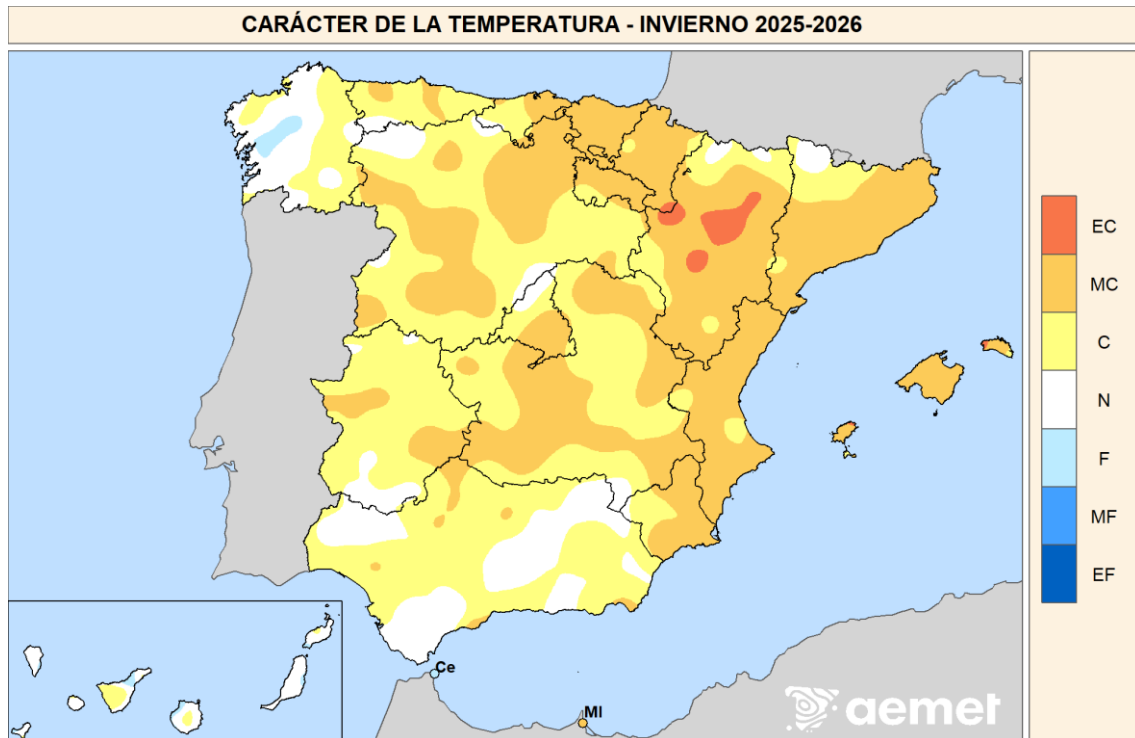 CARÁCTER DE LA TEMPERATURA - INVIERNO 2025-2026
EC
MC
C
N
F
MF
EF
Ce
Ml
aemet